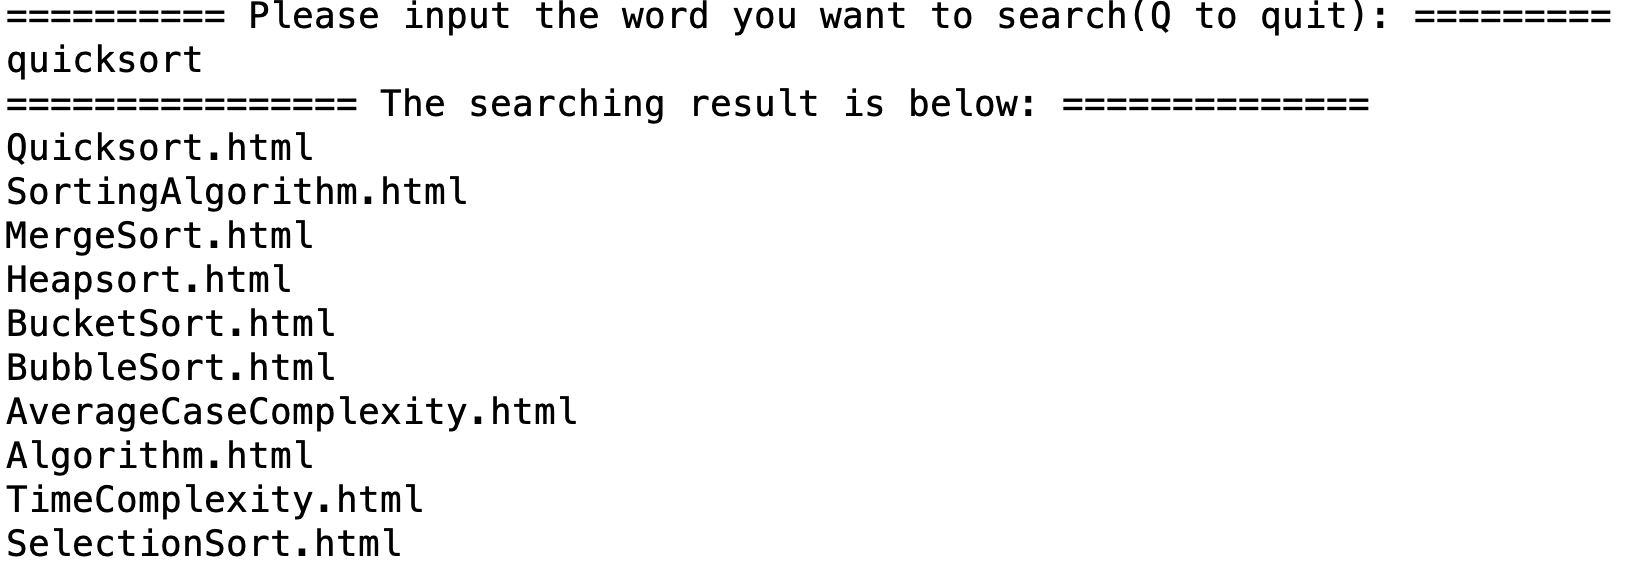 ========== Please input the word you want to search(Q to quit): =========
quicksort
================ The searching result is below: ==============
Quicksort.html
SortingAlgorithm.html
MergeSort.html
Heapsort.html
BucketSort.html
BubbleSort.html
AverageCaseComplexity.html
Algorithm.html
TimeComplexity.html
SelectionSort.html